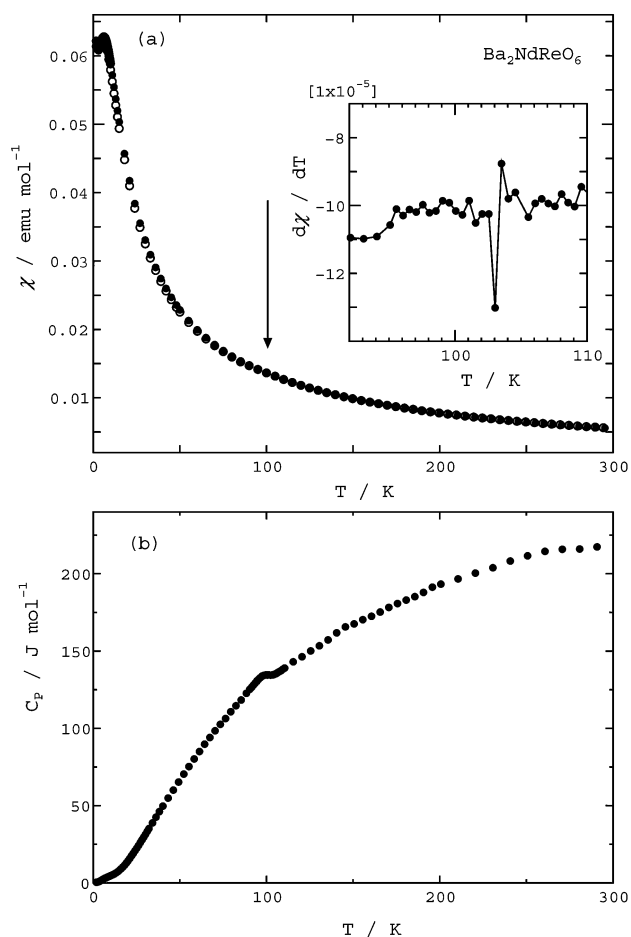 (a)
Ba₂NdReO₆
[1x10⁻⁵]
-8
-10
-12
dχ / dT
100
110
T / K
0.06
0.05
0.04
0.03
0.02
0.01
χ / emu mol⁻¹
0
100
200
300
T / K
(b)
200
150
100
50
0
Cₚ / J mol⁻¹
0
100
200
300
T / K